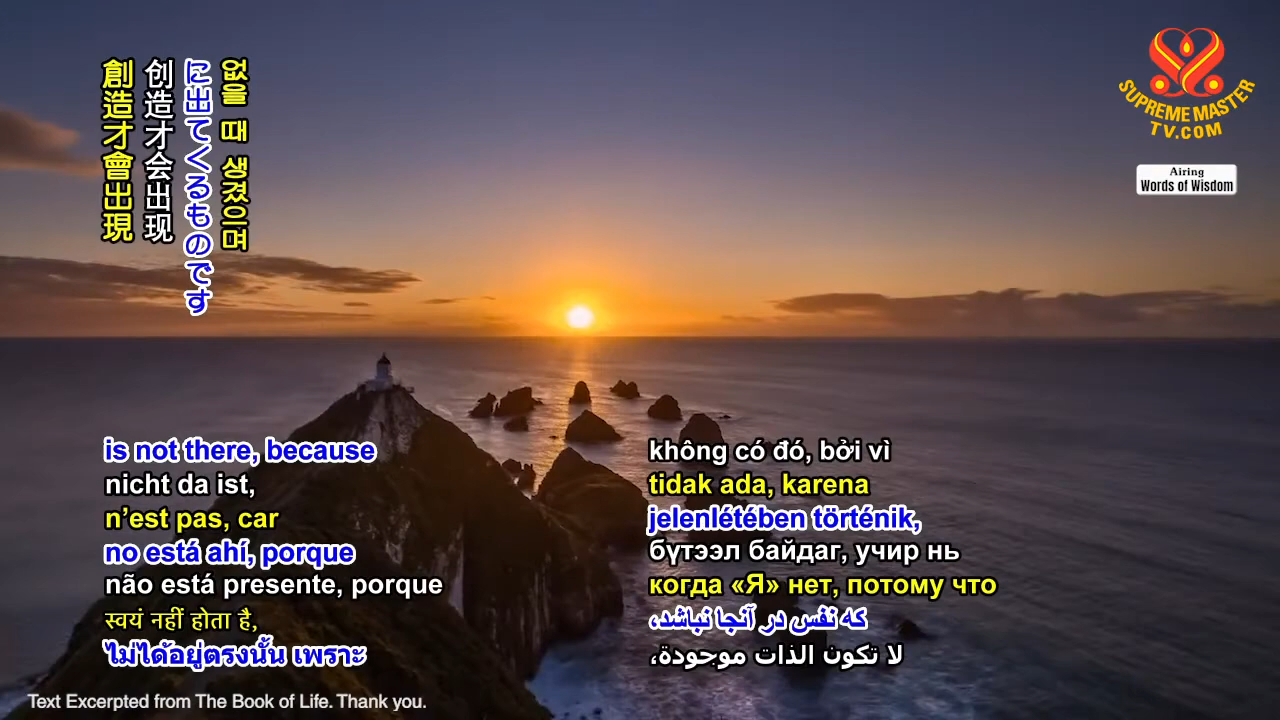 創造才會出現
创造才会出现
に出てくるものです
없을 때 생겼으며
SUPREME MASTER
TV.COM
Airing
Words of Wisdom
is not there, because
nicht da ist,
n’est pas, car
no está ahí, porque
não está presente, porque
स्वयं नहीं होता है,
ไม่ได้อยู่ตรงนั้น เพราะ
không có đó, bởi vì
tidak ada, karena
jelenlétében történik,
бүтээл байдаг, учир нь
когда «Я» нет, потому что
که نفْس در آنجا نباشد،
لا تكون الذات موجودة،
Text Excerpted from The Book of Life. Thank you.